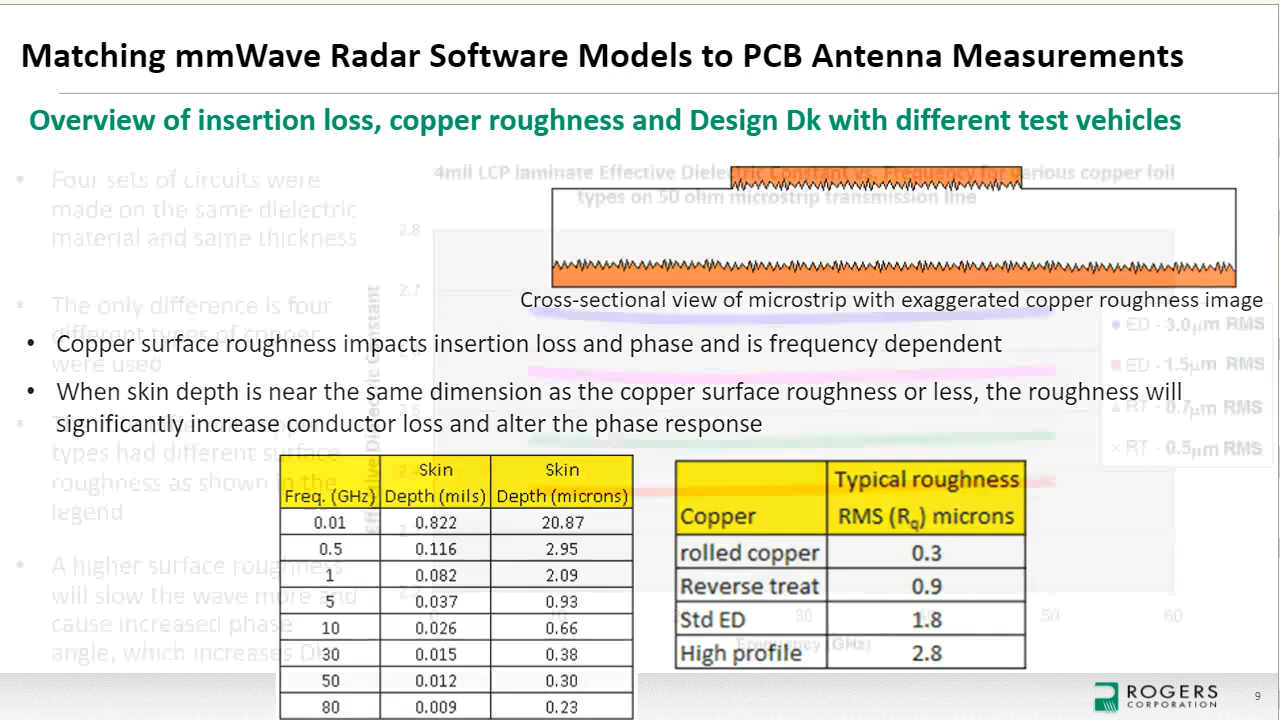 Matching mmWave Radar Software Models to PCB Antenna Measurements
Overview of insertion loss, copper roughness and Design Dk with different test vehicles
• Four sets of circuits were
made on the same dielectric
material and same thickness
• The only difference is four
different types of copper
were used
types had different surface
roughness as shown in the
legend
• A higher surface roughness
will slow the wave more and
cause increased phase
angle, which increases Dk
4mil LCP laminate Effective Dielectric Constant vs. Frequency for various copper foil
types on 50 ohm microstrip transmission line
2.8
2.7
Effective Dielectric Constant
ED - 3.0µm RMS
ED - 1.5µm RMS
RT - 0.7µm RMS
RT - 0.5µm RMS
30
50
60
Frequency (GHz)
Cross-sectional view of microstrip with exaggerated copper roughness image
• Copper surface roughness impacts insertion loss and phase and is frequency dependent
• When skin depth is near the same dimension as the copper surface roughness or less, the roughness will
significantly increase conductor loss and alter the phase response
Freq. (GHz) Skin Depth (mils) Skin Depth (microns)
0.01 0.822 20.87
0.5 0.116 2.95
1 0.082 2.09
5 0.037 0.93
10 0.026 0.66
30 0.015 0.38
50 0.012 0.30
80 0.009 0.23
Copper Typical roughness RMS (Rq) microns
rolled copper 0.3
Reverse treat 0.9
Std ED 1.8
High profile 2.8
ROGERS
CORPORATION
9